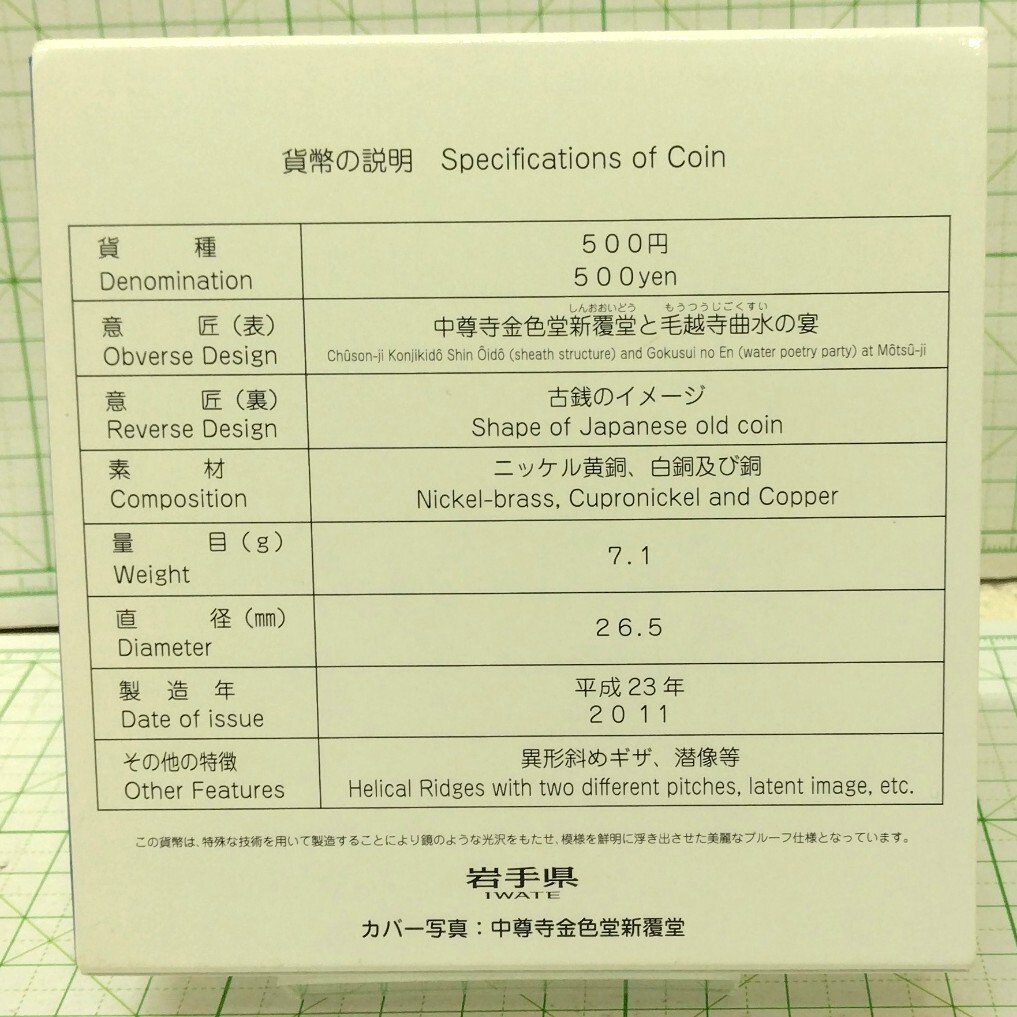 貨幣の説明 Specifications of Coin
貨種
５００円
Denomination
５００yen
しんおおいどう もうつうじごくすい
意匠（表）
中尊寺金色堂新覆堂と毛越寺曲水の宴
Obverse Design
Chûson-ji Konjikidô Shin Ôidô (sheath structure) and Gokusui no En (water poetry party) at Môtsû-ji
意匠（裏）
古銭のイメージ
Reverse Design
Shape of Japanese old coin
素材
ニッケル黄銅、白銅及び銅
Composition
Nickel-brass, Cupronickel and Copper
量目（ｇ）
7.1
Weight
直径（㎜）
26.5
Diameter
製造年
平成23年
Date of issue
2011
その他の特徴
異形斜めギザ、潜像等
Other Features
Helical Ridges with two different pitches, latent image, etc.
この貨幣は、特殊な技術を用いて製造することにより鏡のような光沢をもたせ、模様を鮮明に浮き出させた美麗なプルーフ仕様となっています。
岩手県
IWATE
カバー写真：中尊寺金色堂新覆堂